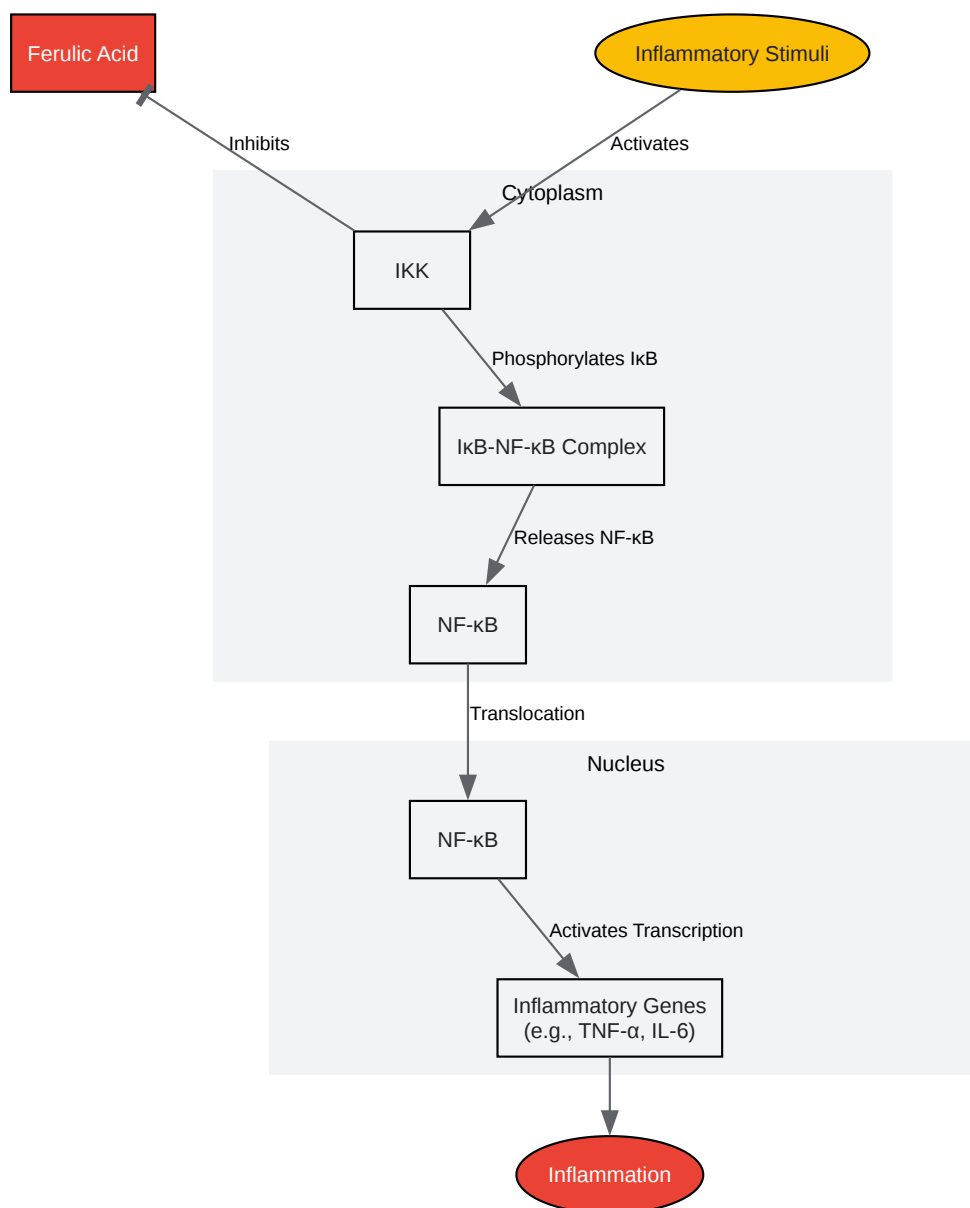 Ferulic Acid
Inflammatory Stimuli
Inhibits
Activates
Cytoplasm
IKK
Phosphorylates IκB
IκB-NF-κB Complex
Releases NF-κB
NF-κB
Translocation
Nucleus
NF-κB
Activates Transcription
Inflammatory Genes
(e.g., TNF-α, IL-6)
Inflammation